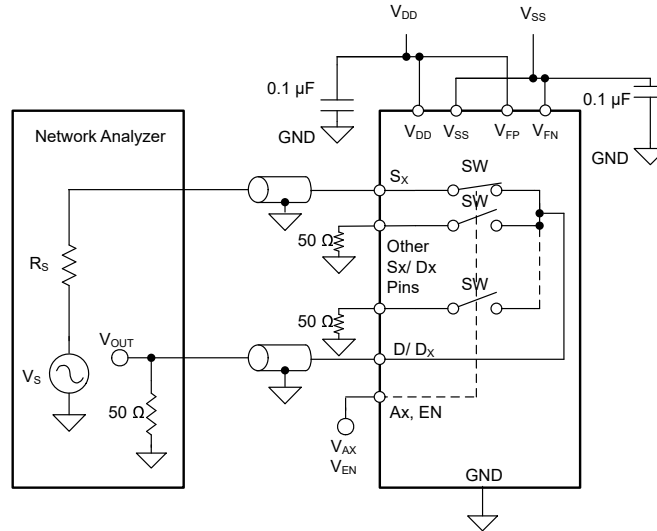 VDD
VSS
0.1 µF
GND
0.1 µF
GND
VDD
VSS
VFP
VFN
Network Analyzer
SX
SW
SW
50 Ω
Other
Sx/ Dx
Pins
RS
SW
50 Ω
VOUT
D/ DX
VS
50 Ω
Ax, EN
VAX
VEN
GND